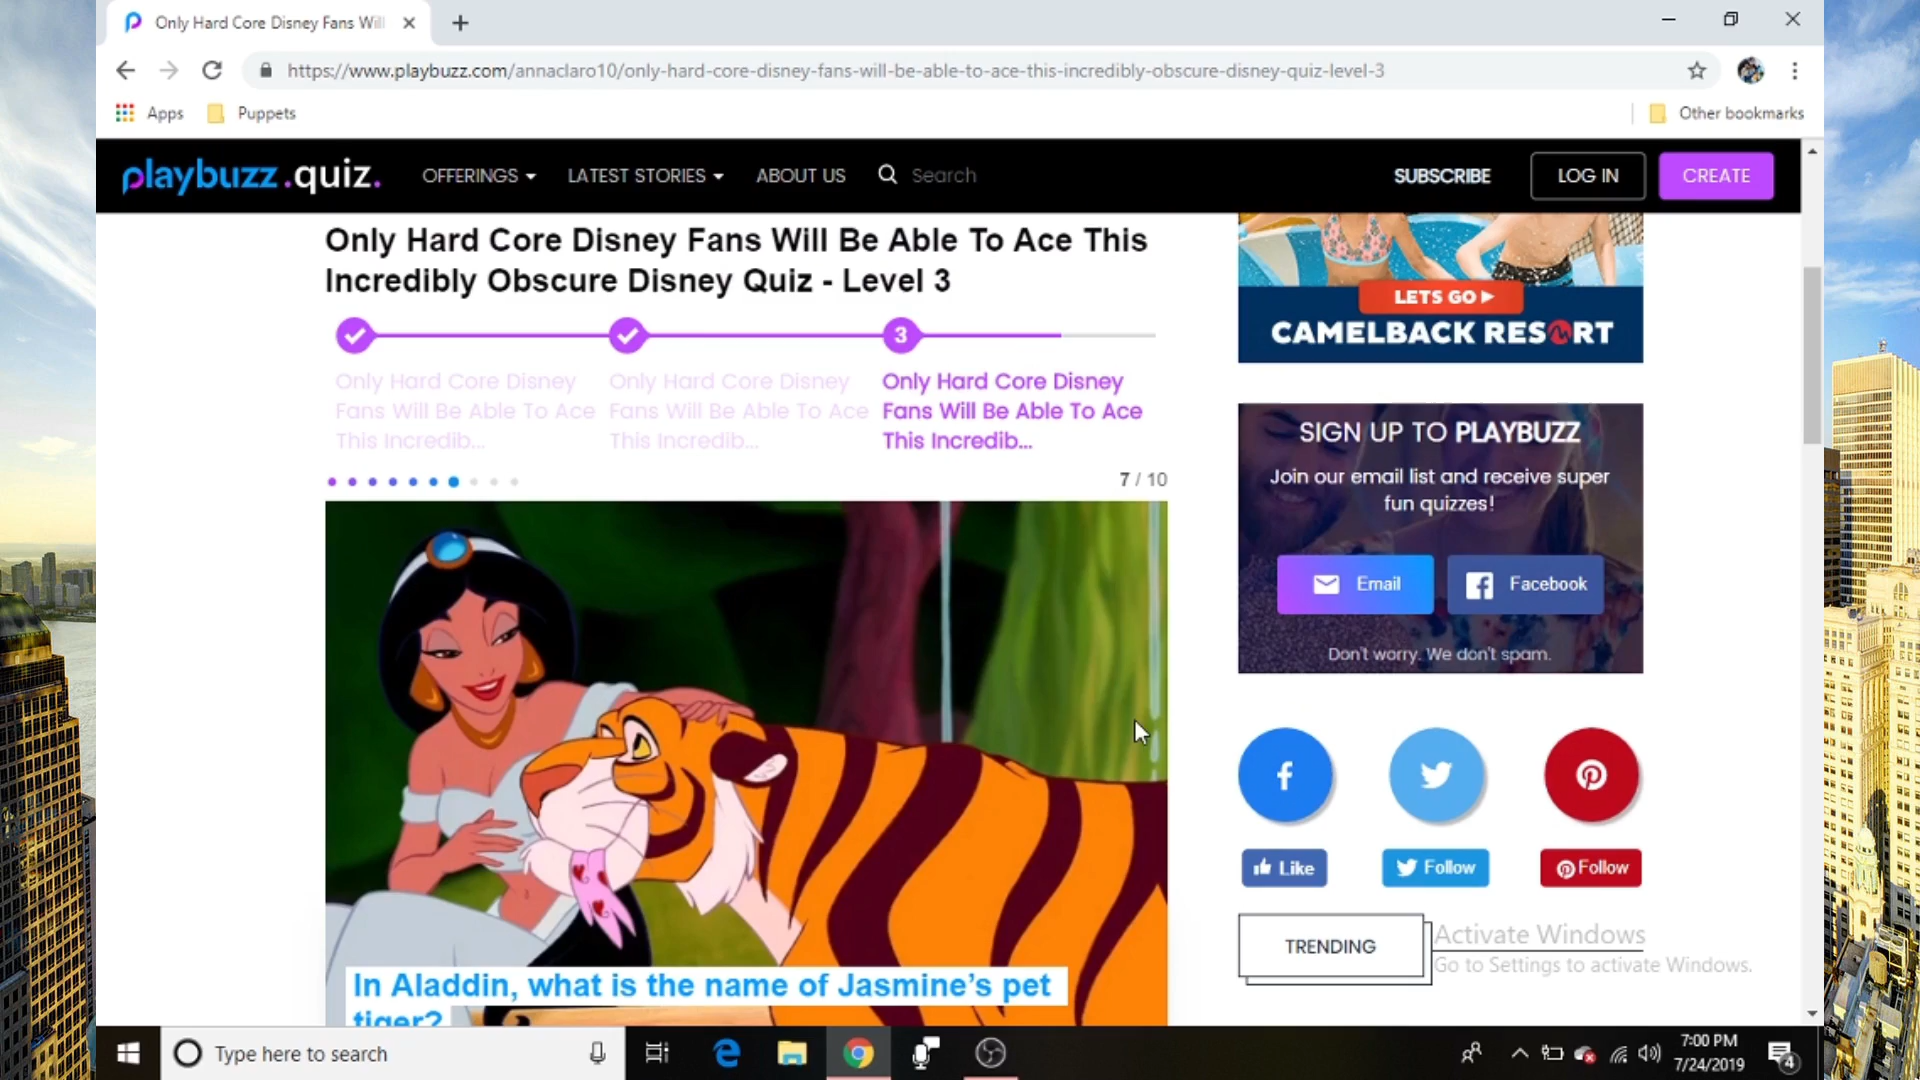 Only Hard Core Disney Fans Will
https://www.playbuzz.com/annaclaro10/only-hard-core-disney-fans-will-be-able-to-ace-this-incredibly-obscure-disney-quiz-level-3
Apps Puppets Other bookmarks
playbuzz.quiz. OFFERINGS LATEST STORIES ABOUT US Search SUBSCRIBE LOG IN CREATE
Only Hard Core Disney Fans Will Be Able To Ace This
Incredibly Obscure Disney Quiz - Level 3
3
Only Hard Core Disney
Fans Will Be Able To Ace
This Incredib...
Only Hard Core Disney
Fans Will Be Able To Ace
This Incredib...
Only Hard Core Disney
Fans Will Be Able To Ace
This Incredib...
7 / 10
In Aladdin, what is the name of Jasmine's pet
tiger?
LETS GO
CAMELBACK RESORT
SIGN UP TO PLAYBUZZ
Join our email list and receive super
fun quizzes!
Email Facebook
Don't worry. We don't spam.
Like Follow Follow
TRENDING
Activate Windows
Go to Settings to activate Windows.
Type here to search
7:00 PM
7/24/2019
4